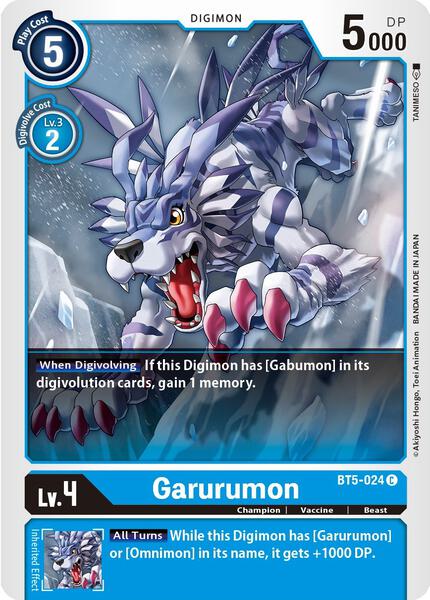 DIGIMON
Play Cost
5
Digivolve Cost
Lv.3
2
DP
5000
TANIMESO
BANDAI MADE IN JAPAN
©Akiyoshi Hongo, Toei Animation
When Digivolving If this Digimon has [Gabumon] in its
digivolution cards, gain 1 memory.
BT5-024 C
Lv.4
Garurumon
Champion | Vaccine | Beast
Inherited Effect
All Turns While this Digimon has [Garurumon]
or [Omnimon] in its name, it gets +1000 DP.